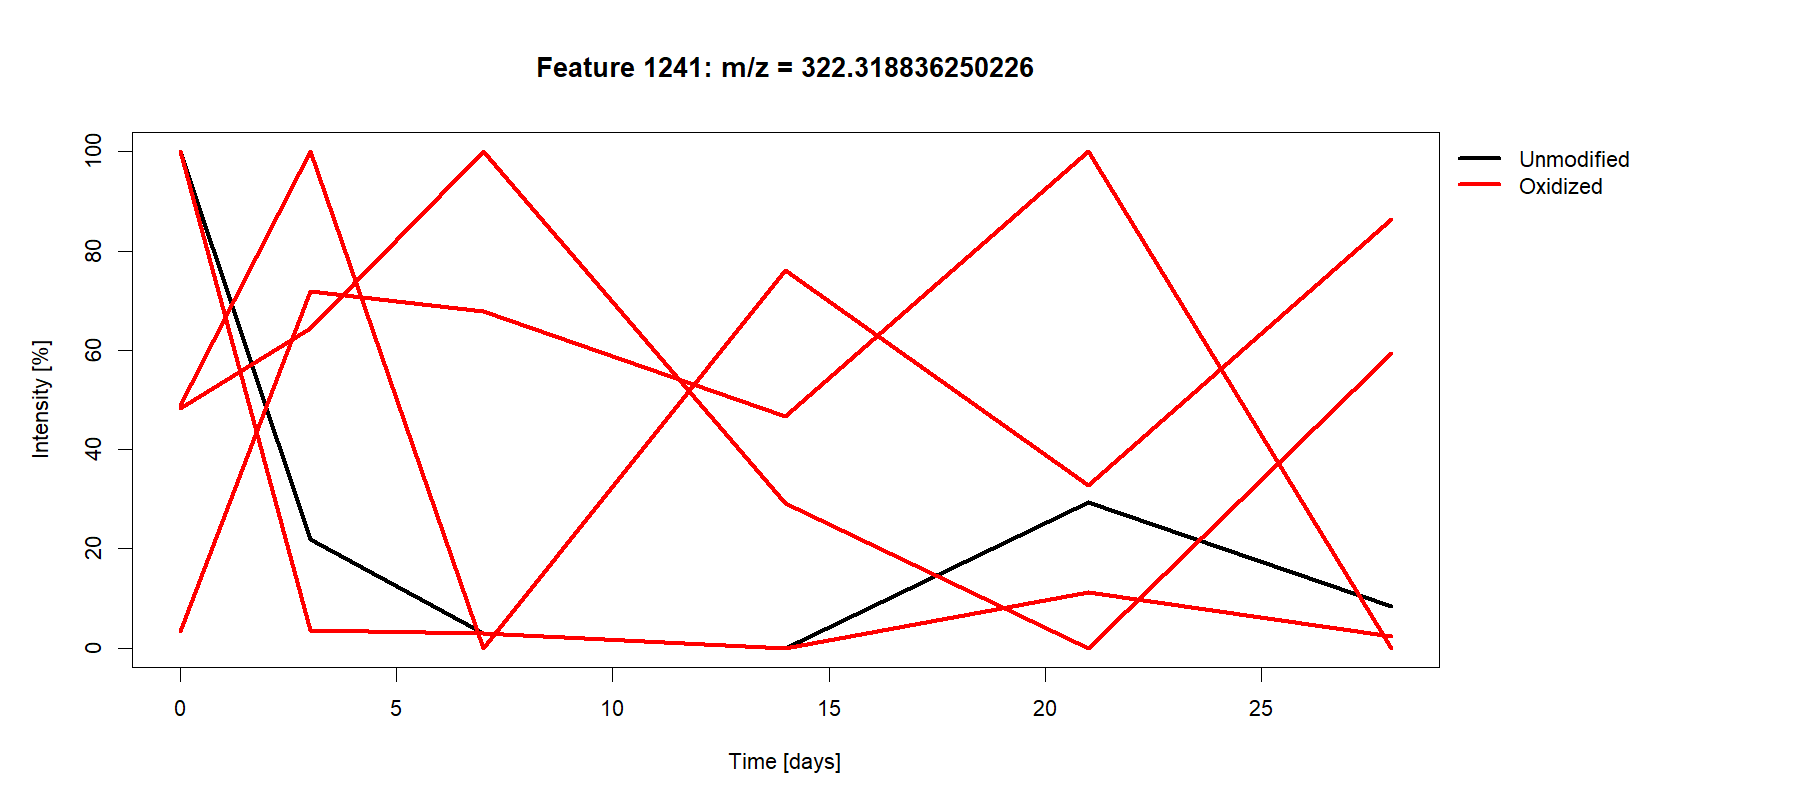 Feature 1241: m/z = 322.318836250226
Unmodified
Oxidized
Intensity [%]
100
80
60
40
20
0
0 5 10 15 20 25
Time [days]